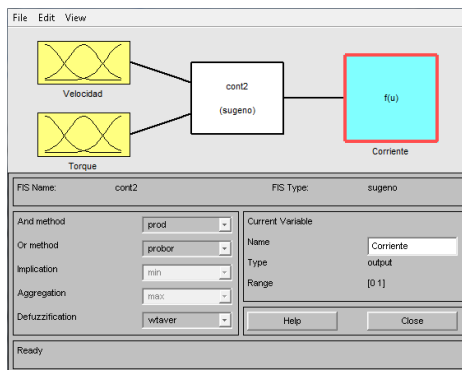 File Edit View
Velocidad
cont2
(sugeno)
f(u)
Corriente
Torque
FIS Name: cont2 FIS Type: sugeno
And method prod
Or method probor
Implication min
Aggregation max
Defuzzification wtaver
Current Variable
Name Corriente
Type output
Range [0 1]
Help Close
Ready